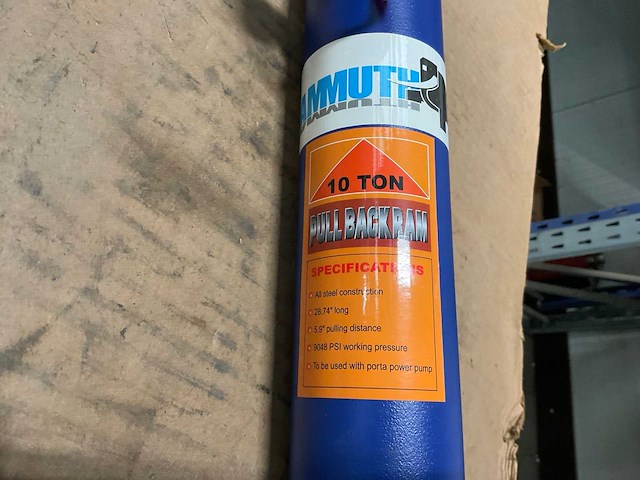 AMMUTH
10 TON
PULL BACK RAM
SPECIFICATIONS
All steel construction
28.74" long
5.9" pulling distance
9048 PSI working pressure
To be used with porta power pump